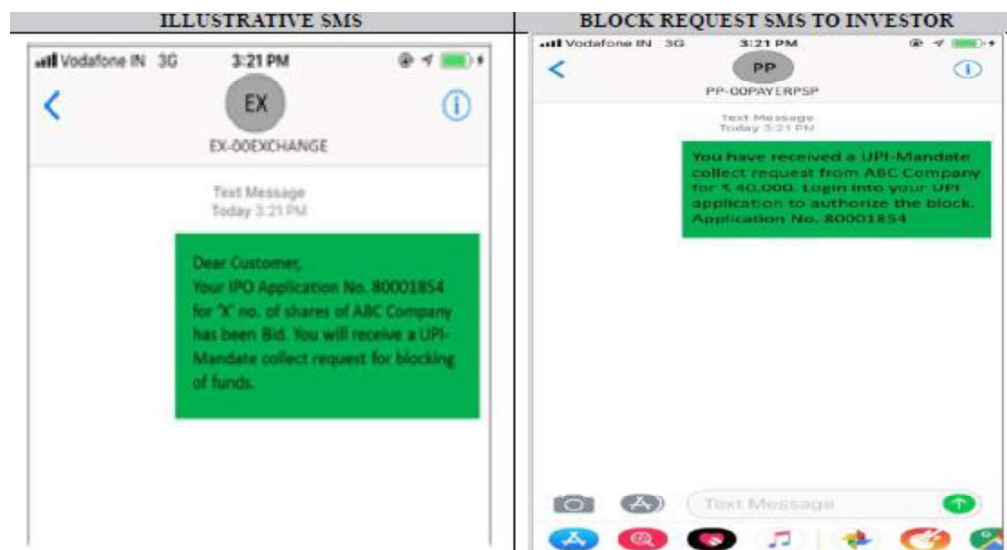 ILLUSTRATIVE SMS
Vodafone IN 3G 3:21 PM
EX
EX-00EXCHANGE
Text Message
Today 3:21 PM
Dear Customer,
Your IPO Application No. 80001854
for 'X' no. of shares of ABC Company
has been Bid. You will receive a UPI-
Mandate collect request for blocking
of funds.
BLOCK REQUEST SMS TO INVESTOR
Vodafone IN 3G 3:21 PM
PP
PP-00PAYERPSP
Text Message
Today 3:21 PM
You have received a UPI-Mandate
collect request from ABC Company
for ₹ 40,000. Login into your UPI
application to authorize the block.
Application No. 80001854
Text Message